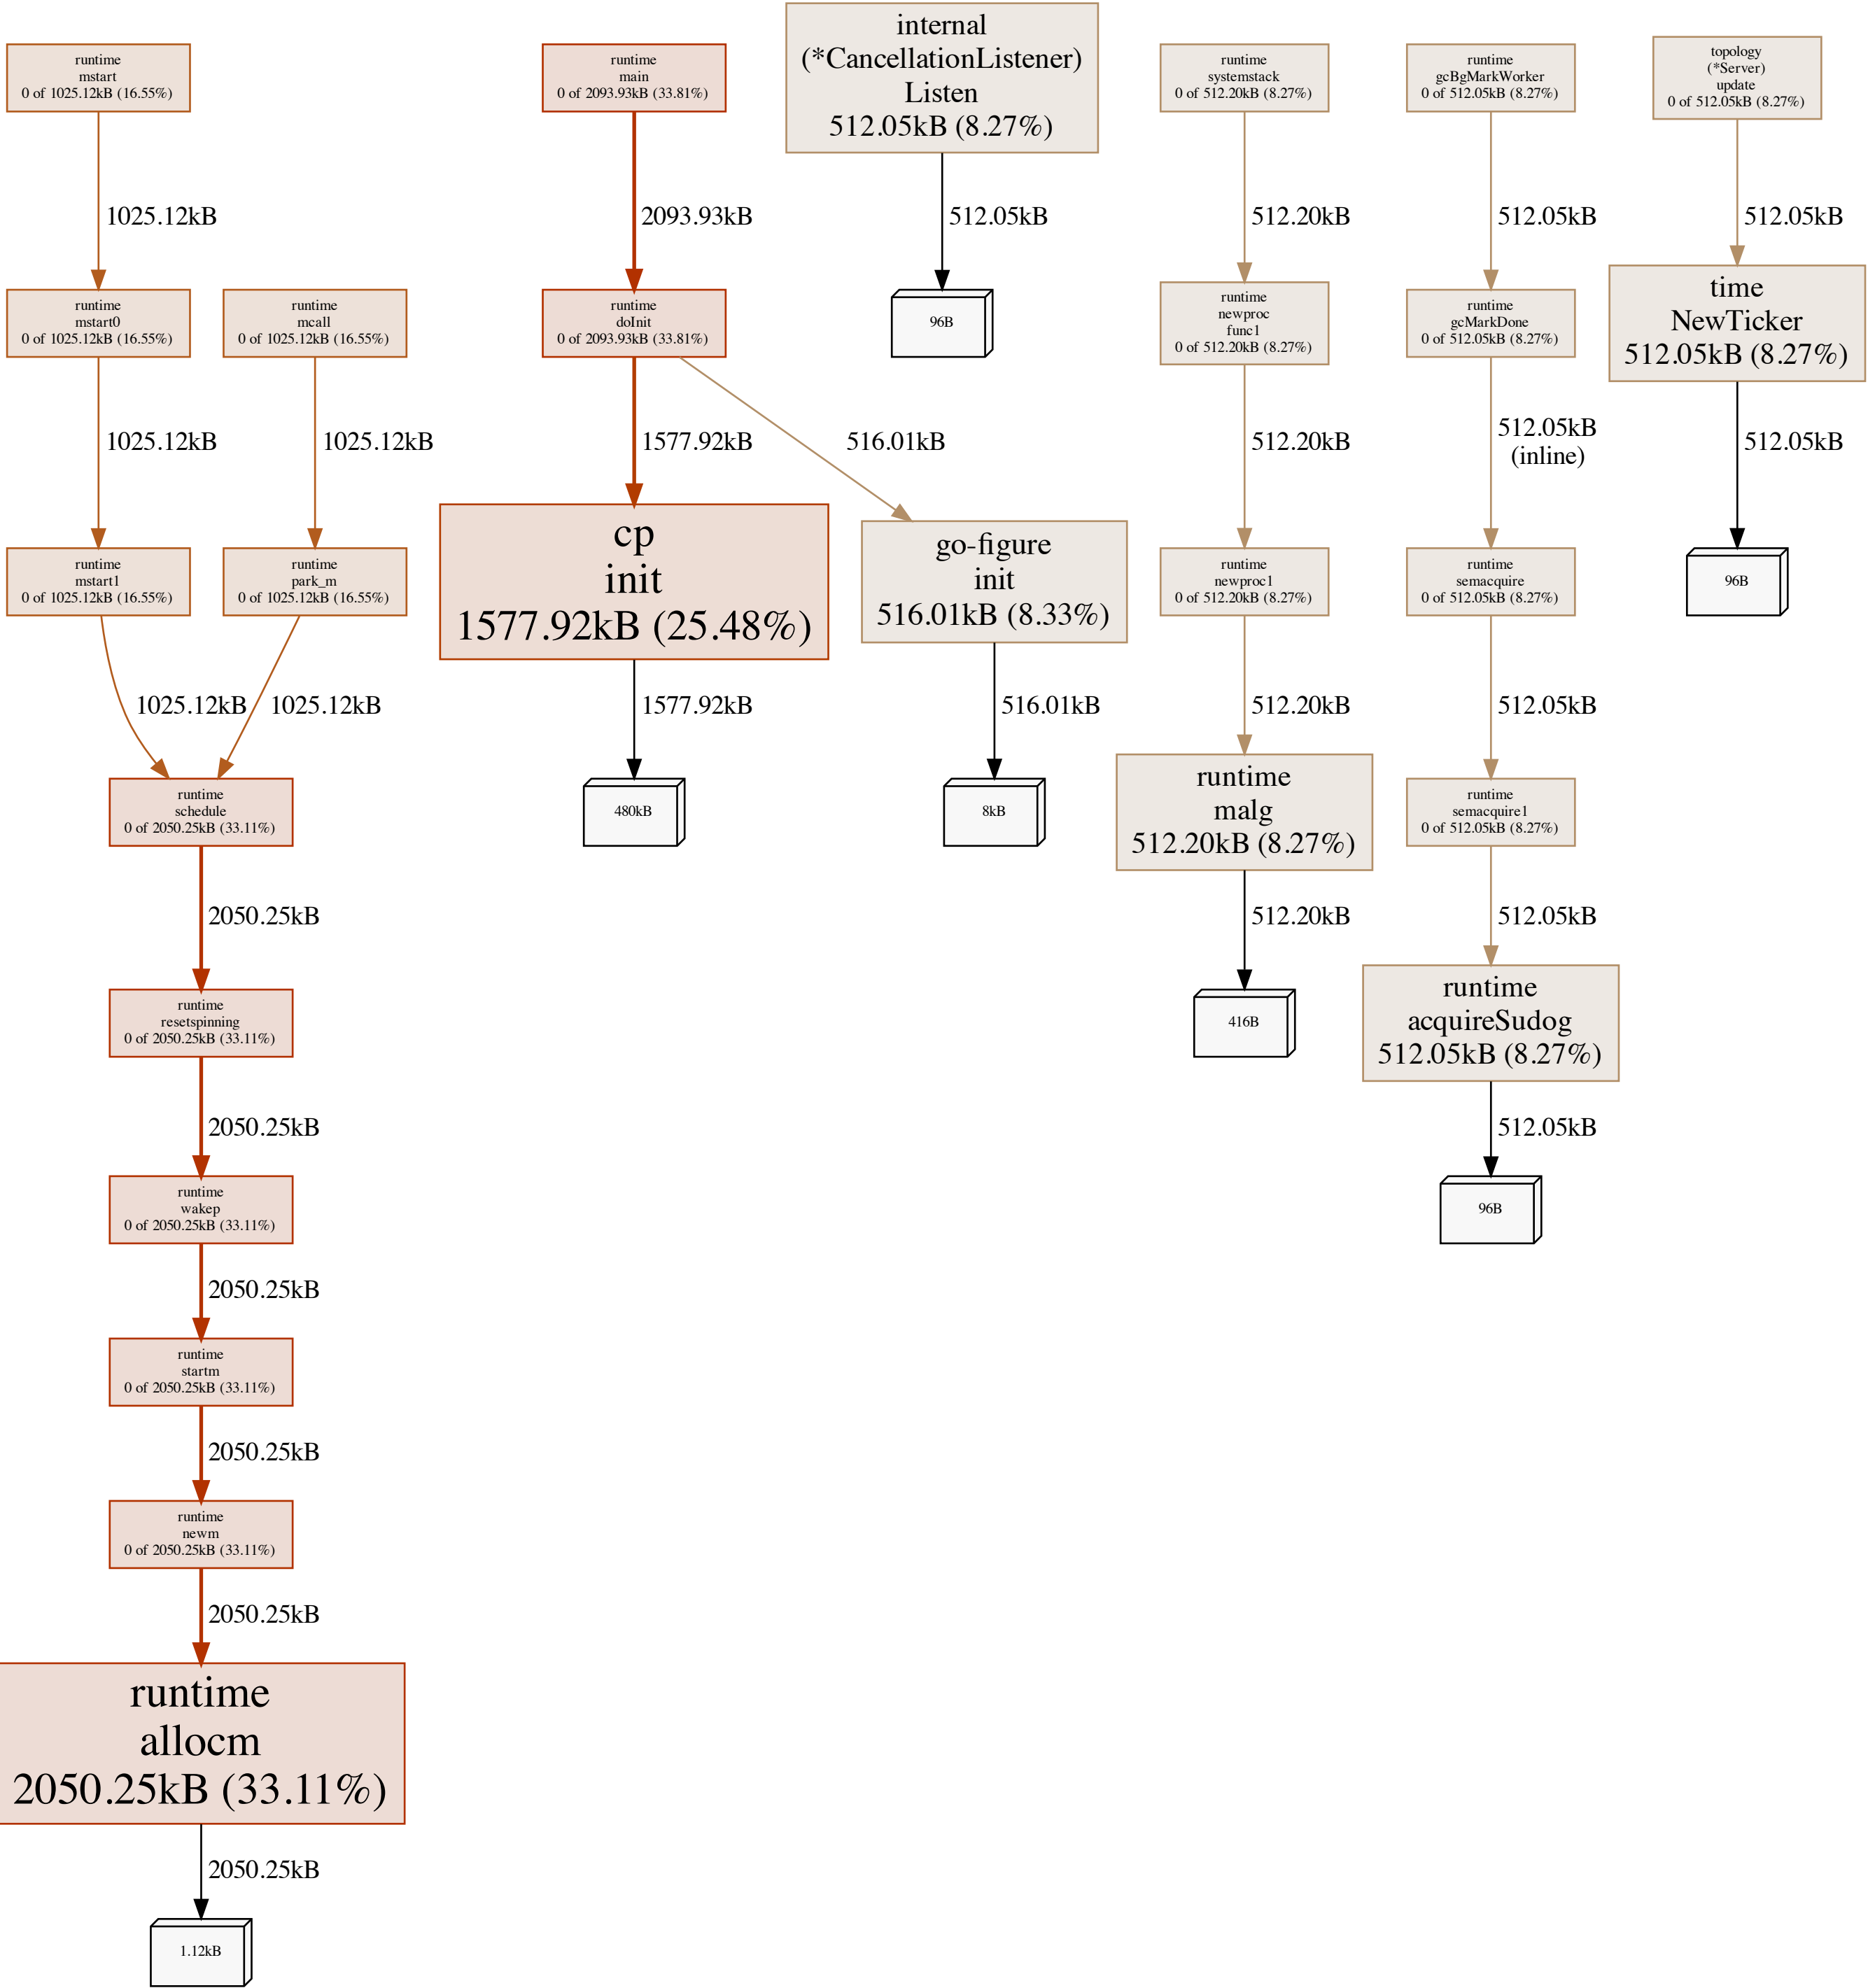 internal
(*CancellationListener)
Listen
512.05kB (8.27%)
runtime
mstart
0 of 1025.12kB (16.55%)
runtime
main
0 of 2093.93kB (33.81%)
runtime
systemstack
0 of 512.20kB (8.27%)
runtime
gcBgMarkWorker
0 of 512.05kB (8.27%)
topology
(*Server)
update
0 of 512.05kB (8.27%)
1025.12kB
2093.93kB
512.05kB
512.20kB
512.05kB
512.05kB
runtime
mstart0
0 of 1025.12kB (16.55%)
runtime
mcall
0 of 1025.12kB (16.55%)
runtime
doInit
0 of 2093.93kB (33.81%)
96B
runtime
newproc
func1
0 of 512.20kB (8.27%)
runtime
gcMarkDone
0 of 512.05kB (8.27%)
time
NewTicker
512.05kB (8.27%)
1025.12kB
1025.12kB
1577.92kB
516.01kB
512.20kB
512.05kB
(inline)
512.05kB
runtime
mstart1
0 of 1025.12kB (16.55%)
runtime
park_m
0 of 1025.12kB (16.55%)
cp
init
1577.92kB (25.48%)
go-figure
init
516.01kB (8.33%)
runtime
newproc1
0 of 512.20kB (8.27%)
runtime
semacquire
0 of 512.05kB (8.27%)
96B
1025.12kB
1025.12kB
1577.92kB
516.01kB
512.20kB
512.05kB
runtime
schedule
0 of 2050.25kB (33.11%)
480kB
8kB
runtime
malg
512.20kB (8.27%)
runtime
semacquire1
0 of 512.05kB (8.27%)
2050.25kB
512.20kB
512.05kB
runtime
resetspinning
0 of 2050.25kB (33.11%)
416B
runtime
acquireSudog
512.05kB (8.27%)
2050.25kB
512.05kB
runtime
wakep
0 of 2050.25kB (33.11%)
96B
2050.25kB
runtime
startm
0 of 2050.25kB (33.11%)
2050.25kB
runtime
newm
0 of 2050.25kB (33.11%)
2050.25kB
runtime
allocm
2050.25kB (33.11%)
2050.25kB
1.12kB